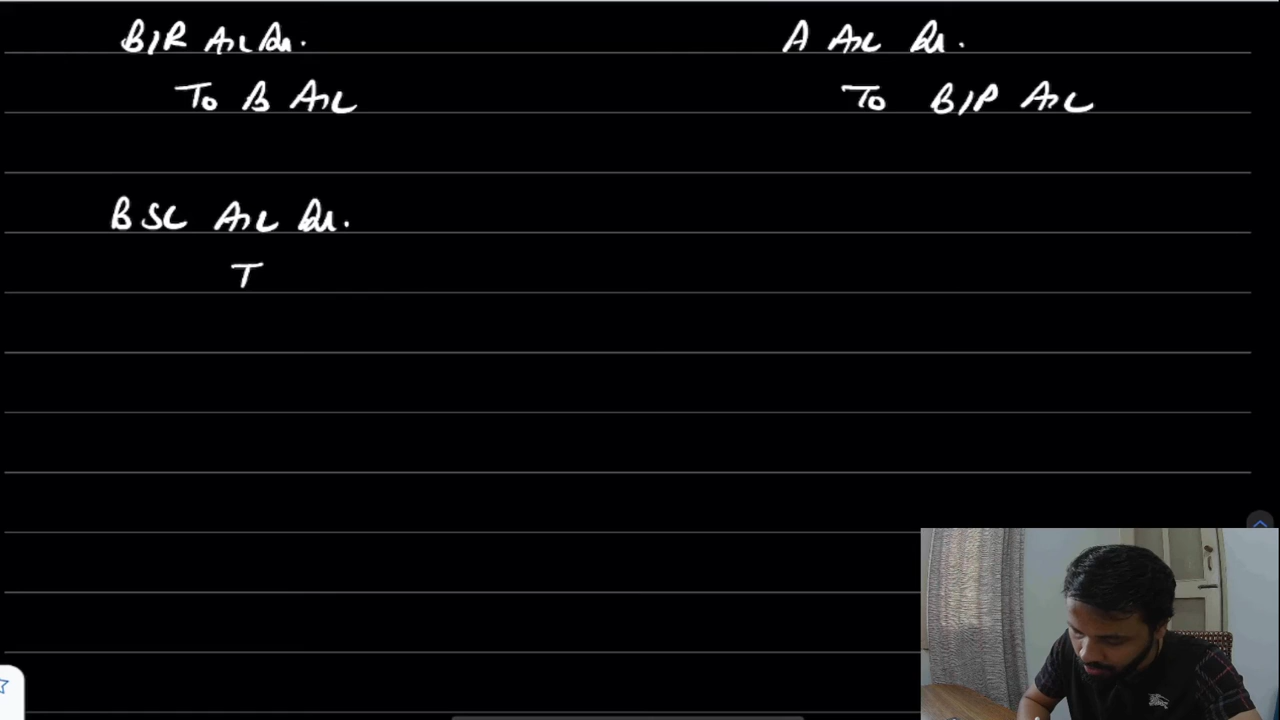 B/R A/C Dr.
To B A/C
A A/C Dr.
To B/P A/C
BSC A/C Dr.
T